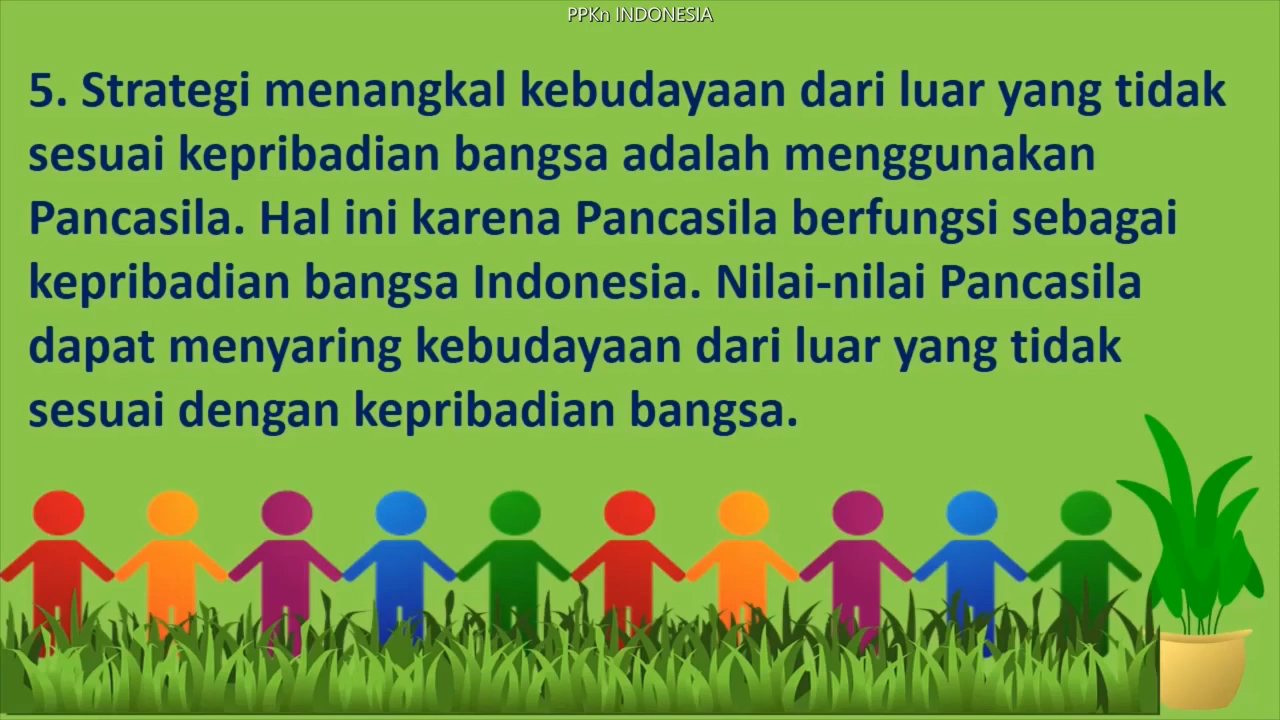 PPKn INDONESIA
5. Strategi menangkal kebudayaan dari luar yang tidak
sesuai kepribadian bangsa adalah menggunakan
Pancasila. Hal ini karena Pancasila berfungsi sebagai
kepribadian bangsa Indonesia. Nilai-nilai Pancasila
dapat menyaring kebudayaan dari luar yang tidak
sesuai dengan kepribadian bangsa.